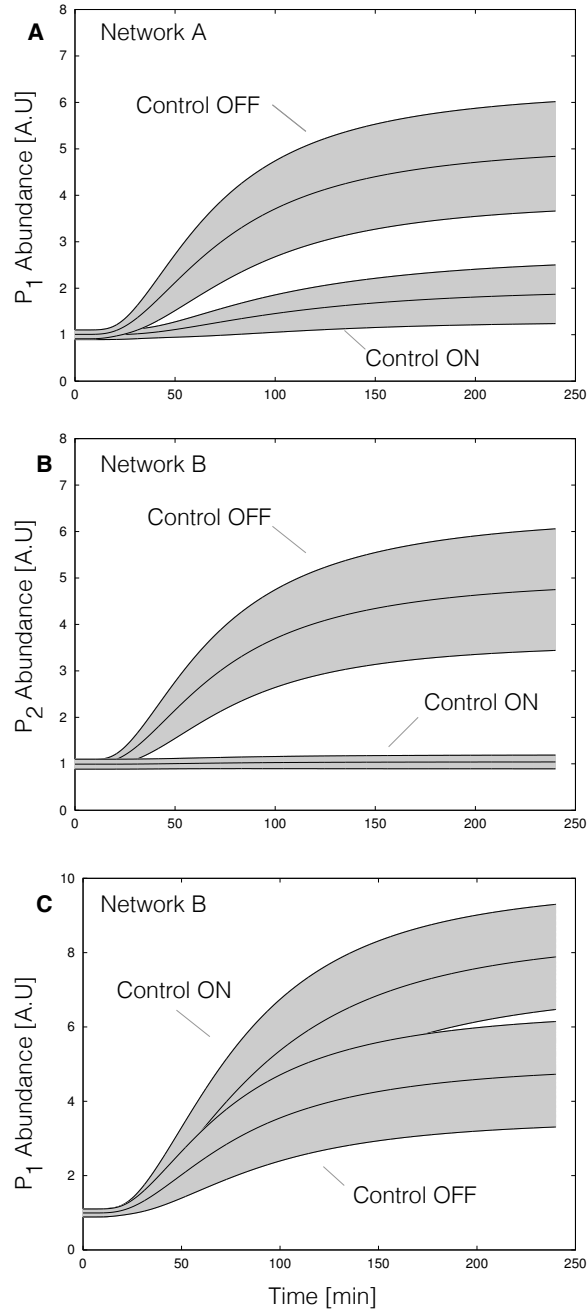 A
Network A
P1 Abundance [A.U]
8
7
6
5
4
3
2
1
0
Control OFF
Control ON
0 50 100 150 200 250
B
Network B
P2 Abundance [A.U]
8
7
6
5
4
3
2
1
0
Control OFF
Control ON
0 50 100 150 200 250
C
Network B
P1 Abundance [A.U]
10
8
6
4
2
0
Control ON
Control OFF
0 50 100 150 200 250
Time [min]